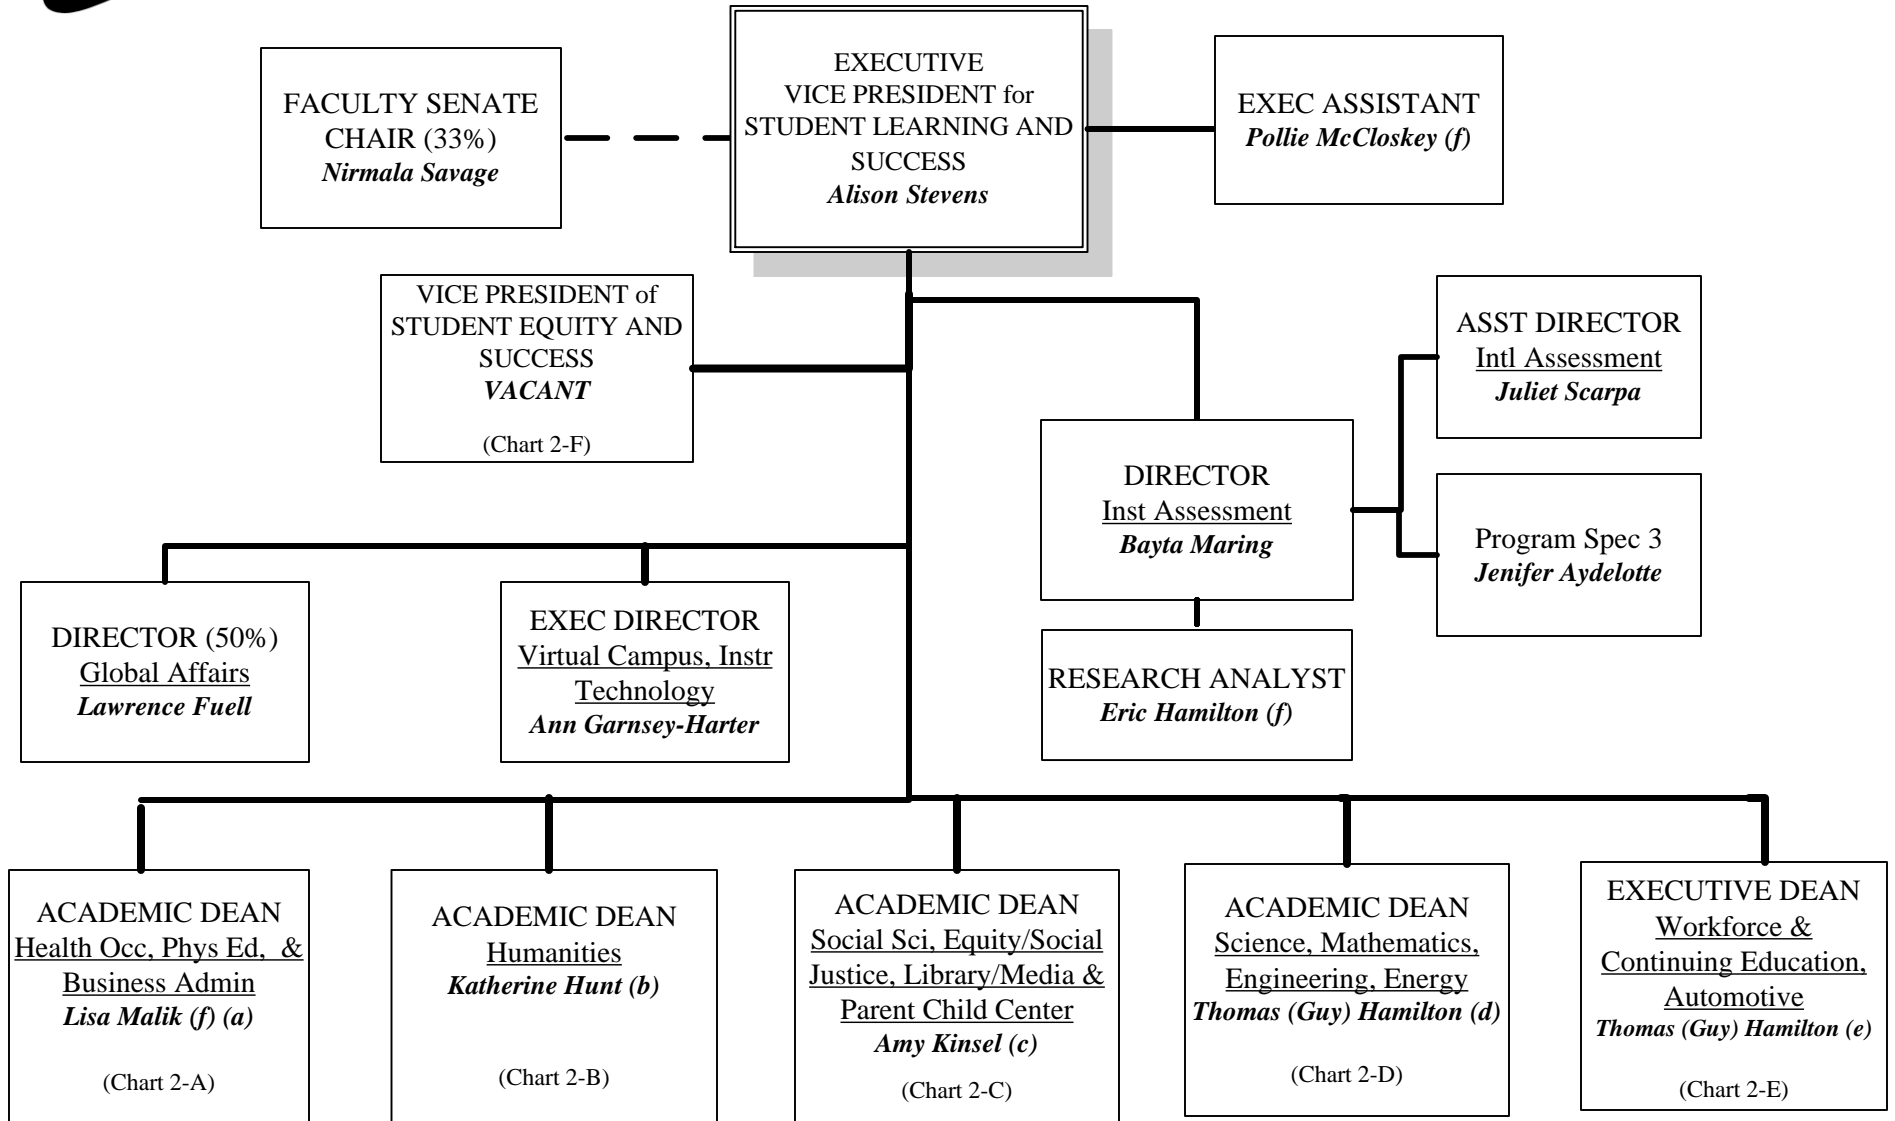 FACULTY SENATE
CHAIR (33%)
Nirmala Savage
EXECUTIVE
VICE PRESIDENT for
STUDENT LEARNING AND
SUCCESS
Alison Stevens
EXEC ASSISTANT
Pollie McCloskey (f)
VICE PRESIDENT of
STUDENT EQUITY AND
SUCCESS
VACANT
(Chart 2-F)
ASST DIRECTOR
Intl Assessment
Juliet Scarpa
DIRECTOR
Inst Assessment
Bayta Maring
Program Spec 3
Jenifer Aydelotte
RESEARCH ANALYST
Eric Hamilton (f)
DIRECTOR (50%)
Global Affairs
Lawrence Fuell
EXEC DIRECTOR
Virtual Campus, Instr
Technology
Ann Garnsey-Harter
ACADEMIC DEAN
Health Occ, Phys Ed, &
Business Admin
Lisa Malik (f) (a)
(Chart 2-A)
ACADEMIC DEAN
Humanities
Katherine Hunt (b)
(Chart 2-B)
ACADEMIC DEAN
Social Sci, Equity/Social
Justice, Library/Media &
Parent Child Center
Amy Kinsel (c)
(Chart 2-C)
ACADEMIC DEAN
Science, Mathematics,
Engineering, Energy
Thomas (Guy) Hamilton (d)
(Chart 2-D)
EXECUTIVE DEAN
Workforce &
Continuing Education,
Automotive
Thomas (Guy) Hamilton (e)
(Chart 2-E)